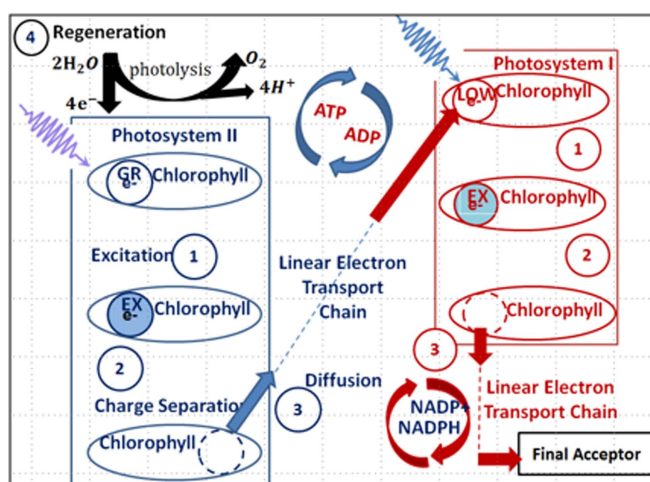 4 Regeneration
2H₂O
photolysis
O₂
4H⁺
4e⁻
Photosystem II
GR
e-
Chlorophyll
Excitation 1
EX
e-
Chlorophyll
2
Charge Separation
Chlorophyll
ATP
ADP
Linear Electron
Transport
Chain
Diffusion
3
Photosystem I
LOW
e-
Chlorophyll
1
EX
e-
Chlorophyll
2
Chlorophyll
3
NADP+
NADPH
Linear Electron
Transport Chain
Final Acceptor